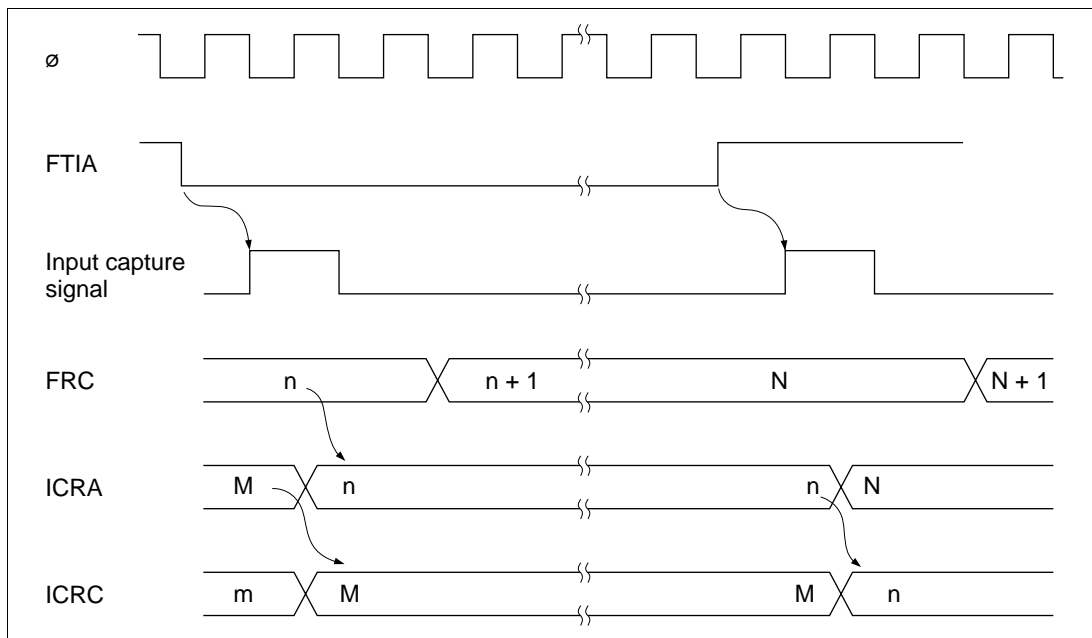 ø
FTIA
Input capture
signal
FRC
n
n + 1
N
N + 1
ICRA
M
n
n
N
ICRC
m
M
M
n